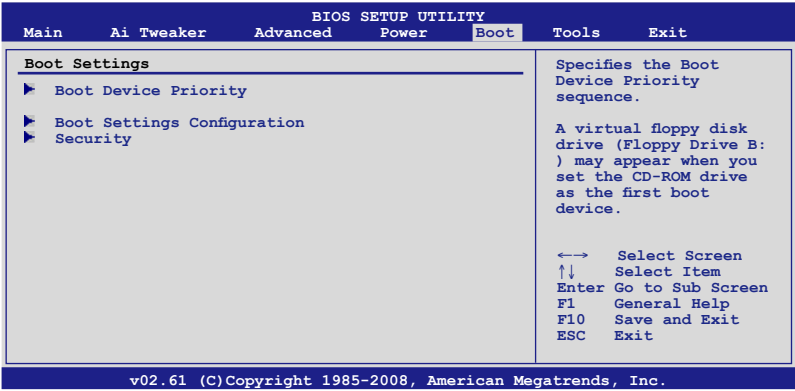 BIOS SETUP UTILITY
Main Ai Tweaker Advanced Power Boot Tools Exit
Boot Settings
Boot Device Priority
Boot Settings Configuration
Security
Specifies the Boot
Device Priority
sequence.
A virtual floppy disk
drive (Floppy Drive B:
) may appear when you
set the CD-ROM drive
as the first boot
device.
←→ Select Screen
↑↓ Select Item
Enter Go to Sub Screen
F1 General Help
F10 Save and Exit
ESC Exit
v02.61 (C)Copyright 1985-2008, American Megatrends, Inc.